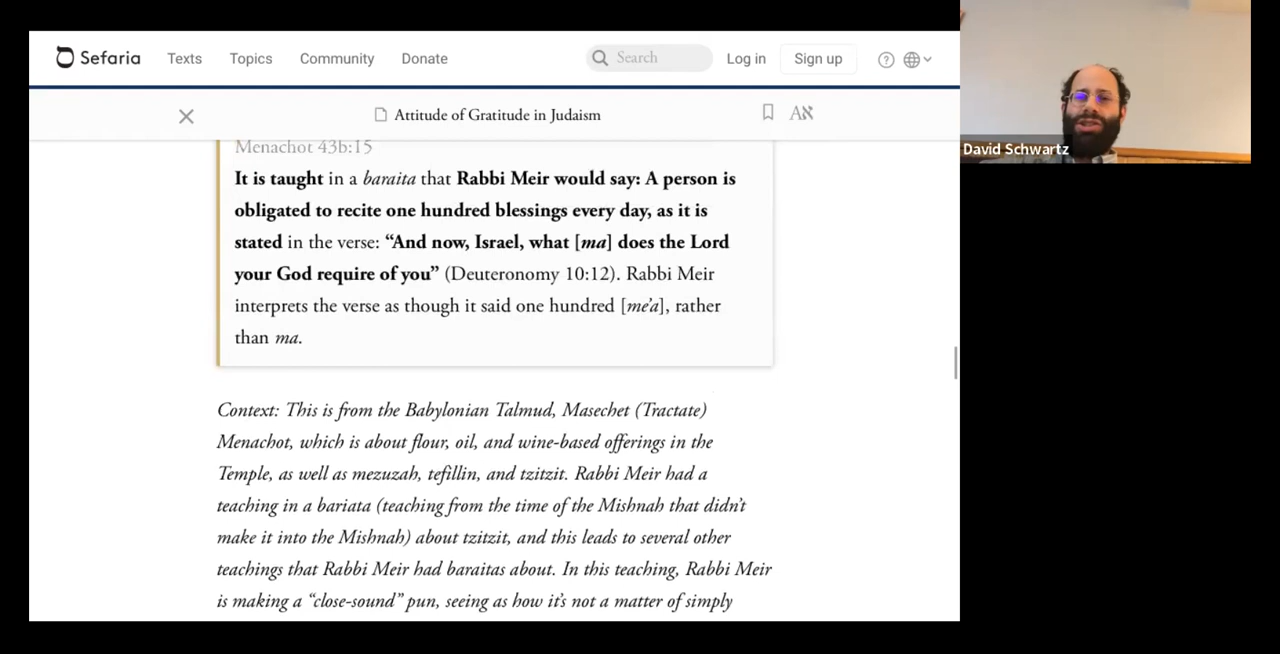 Sefaria Texts Topics Community Donate Search Log in Sign up
Attitude of Gratitude in Judaism Aא
Menachot 43b:15
It is taught in a baraita that Rabbi Meir would say: A person is
obligated to recite one hundred blessings every day, as it is
stated in the verse: “And now, Israel, what [ma] does the Lord
your God require of you” (Deuteronomy 10:12). Rabbi Meir
interprets the verse as though it said one hundred [me’a], rather
than ma.
Context: This is from the Babylonian Talmud, Masechet (Tractate)
Menachot, which is about flour, oil, and wine-based offerings in the
Temple, as well as mezuzah, tefillin, and tzitzit. Rabbi Meir had a
teaching in a bariata (teaching from the time of the Mishnah that didn’t
make it into the Mishnah) about tzitzit, and this leads to several other
teachings that Rabbi Meir had baraitas about. In this teaching, Rabbi Meir
is making a “close-sound” pun, seeing as how it’s not a matter of simply
David Schwartz